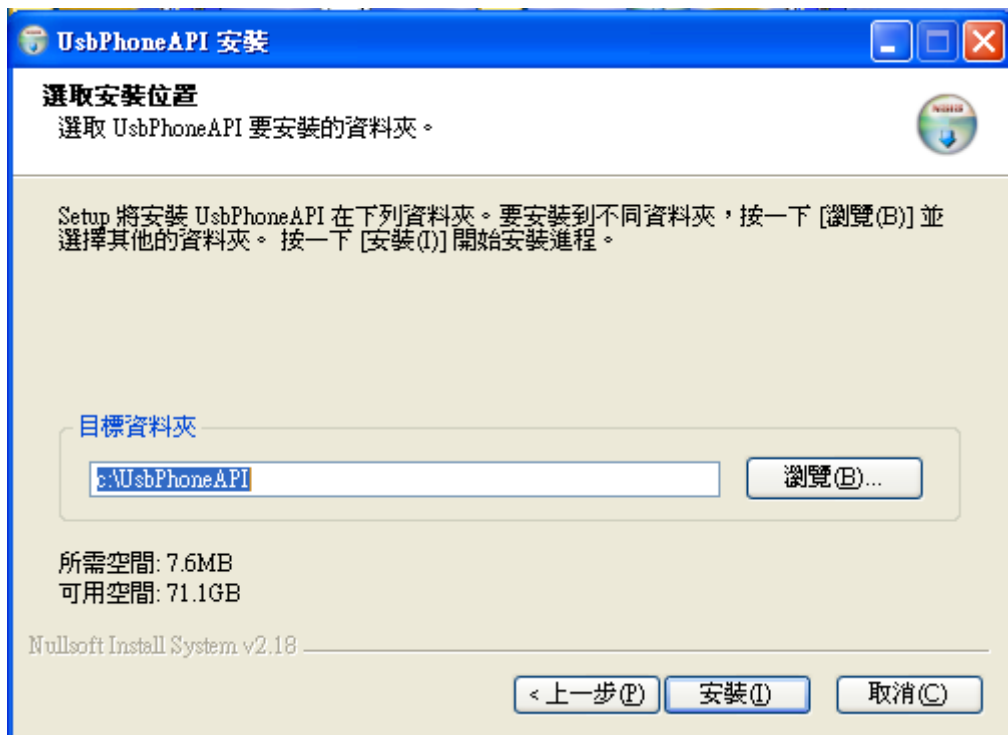 UsbPhoneAPI 安裝
選取安裝位置
選取 UsbPhoneAPI 要安裝的資料夾。
Setup 將安裝 UsbPhoneAPI 在下列資料夾。要安裝到不同資料夾，按一下 [瀏覽(B)] 並
選擇其他的資料夾。 按一下 [安裝(I)] 開始安裝進程。
目標資料夾
c:\UsbPhoneAPI
瀏覽(B)...
所需空間: 7.6MB
可用空間: 71.1GB
Nullsoft Install System v2.18
< 上一步(P)
安裝(I)
取消(C)